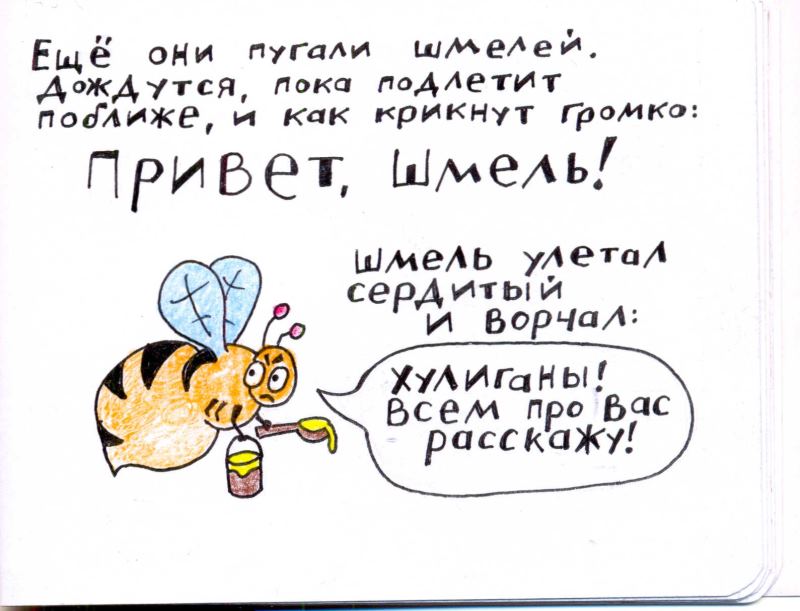 Ещё они пугали шмелей.
Дождутся, пока подлетит
поближе, и как крикнут громко:
Привет, Шмель!
Шмель улетал
сердитый
и ворчал:
Хулиганы!
Всем про вас
расскажу!